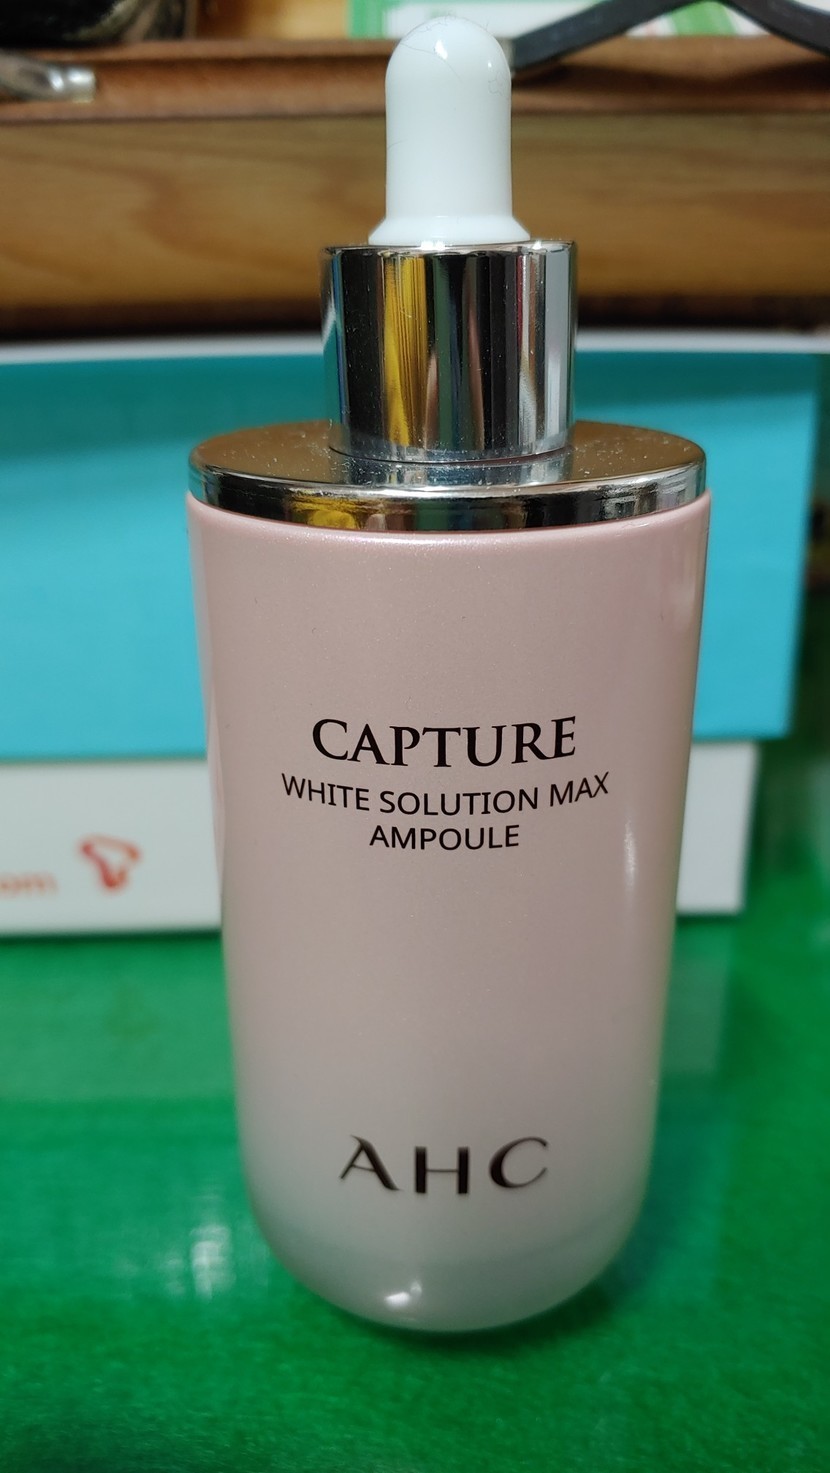 CAPTURE
WHITE SOLUTION MAX
AMPOULE
AHC